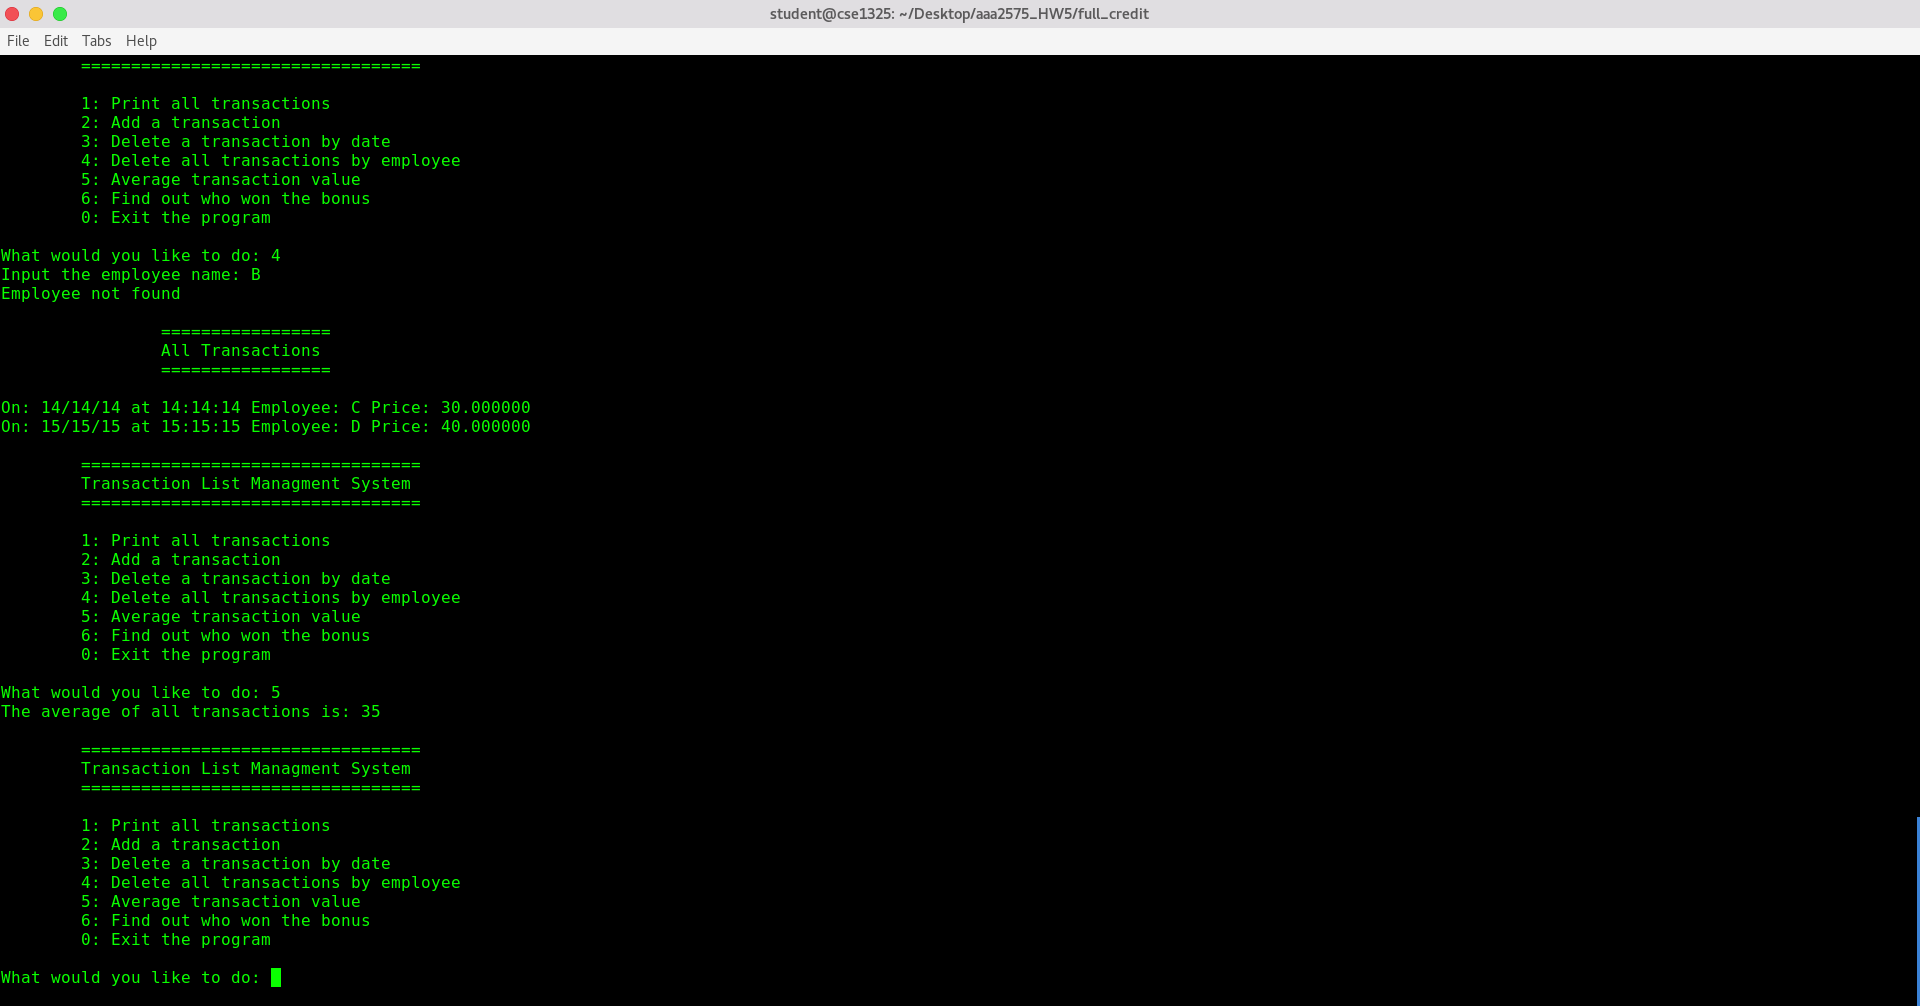 student@cse1325: ~/Desktop/aaa2575_HW5/full_credit
File Edit Tabs Help
==================================
1: Print all transactions
2: Add a transaction
3: Delete a transaction by date
4: Delete all transactions by employee
5: Average transaction value
6: Find out who won the bonus
0: Exit the program
What would you like to do: 4
Input the employee name: B
Employee not found
=================
All Transactions
=================
On: 14/14/14 at 14:14:14 Employee: C Price: 30.000000
On: 15/15/15 at 15:15:15 Employee: D Price: 40.000000
==================================
Transaction List Managment System
==================================
1: Print all transactions
2: Add a transaction
3: Delete a transaction by date
4: Delete all transactions by employee
5: Average transaction value
6: Find out who won the bonus
0: Exit the program
What would you like to do: 5
The average of all transactions is: 35
==================================
Transaction List Managment System
==================================
1: Print all transactions
2: Add a transaction
3: Delete a transaction by date
4: Delete all transactions by employee
5: Average transaction value
6: Find out who won the bonus
0: Exit the program
What would you like to do: